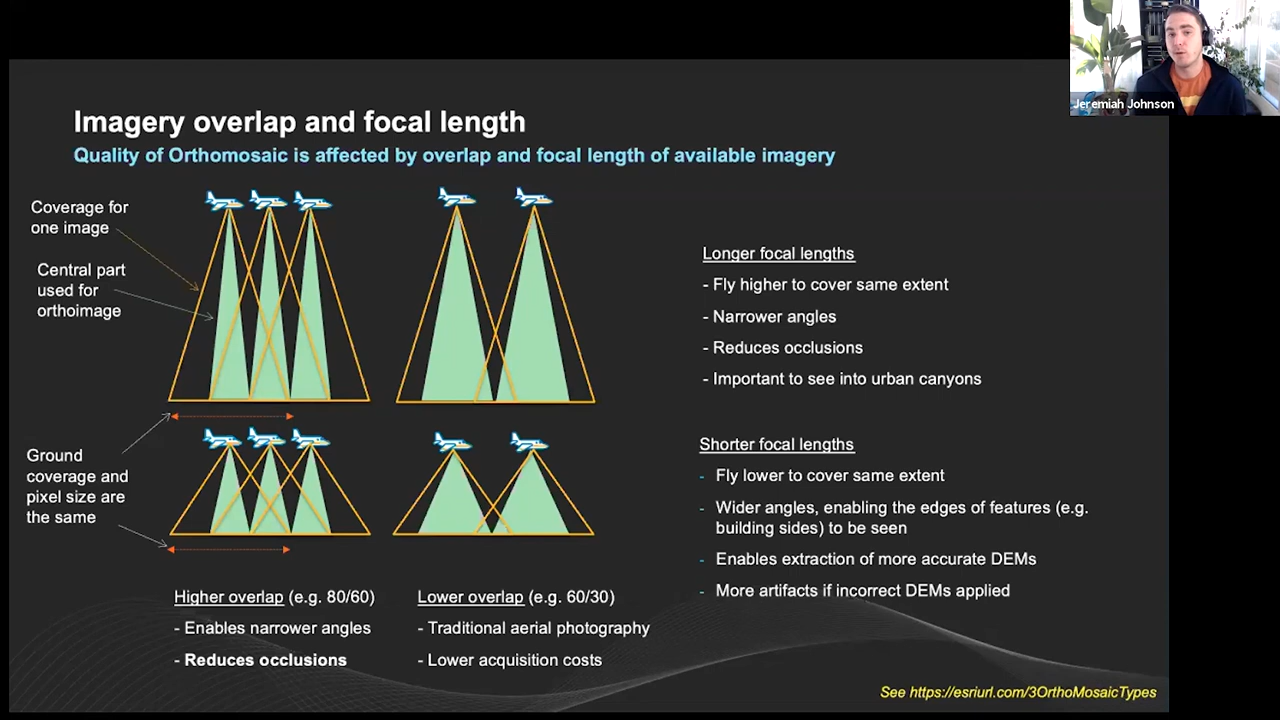 Jeremiah Johnson
Imagery overlap and focal length
Quality of Orthomosaic is affected by overlap and focal length of available imagery
Coverage for
one image
Central part
used for
orthoimage
Ground
coverage and
pixel size are
the same
Higher overlap (e.g. 80/60)
- Enables narrower angles
- Reduces occlusions
Lower overlap (e.g. 60/30)
- Traditional aerial photography
- Lower acquisition costs
Longer focal lengths
- Fly higher to cover same extent
- Narrower angles
- Reduces occlusions
- Important to see into urban canyons
Shorter focal lengths
- Fly lower to cover same extent
- Wider angles, enabling the edges of features (e.g.
building sides) to be seen
- Enables extraction of more accurate DEMs
- More artifacts if incorrect DEMs applied
See https://esriurl.com/3OrthoMosaicTypes